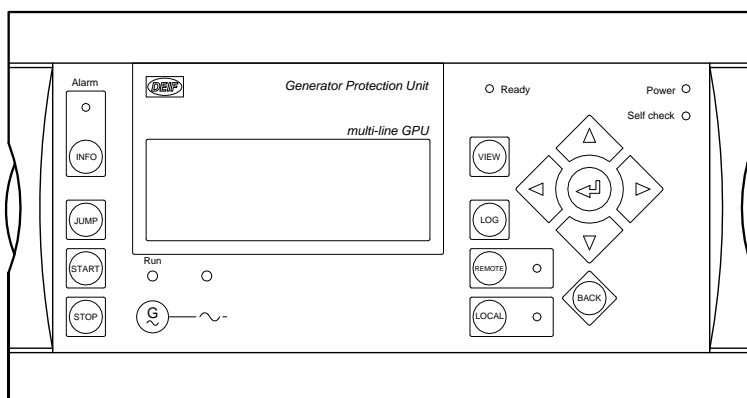 Alarm
DEIF
Generator Protection Unit
Ready
Power
Self check
multi-line GPU
INFO
VIEW
JUMP
LOG
Run
START
REMOTE
BACK
STOP
G
LOCAL